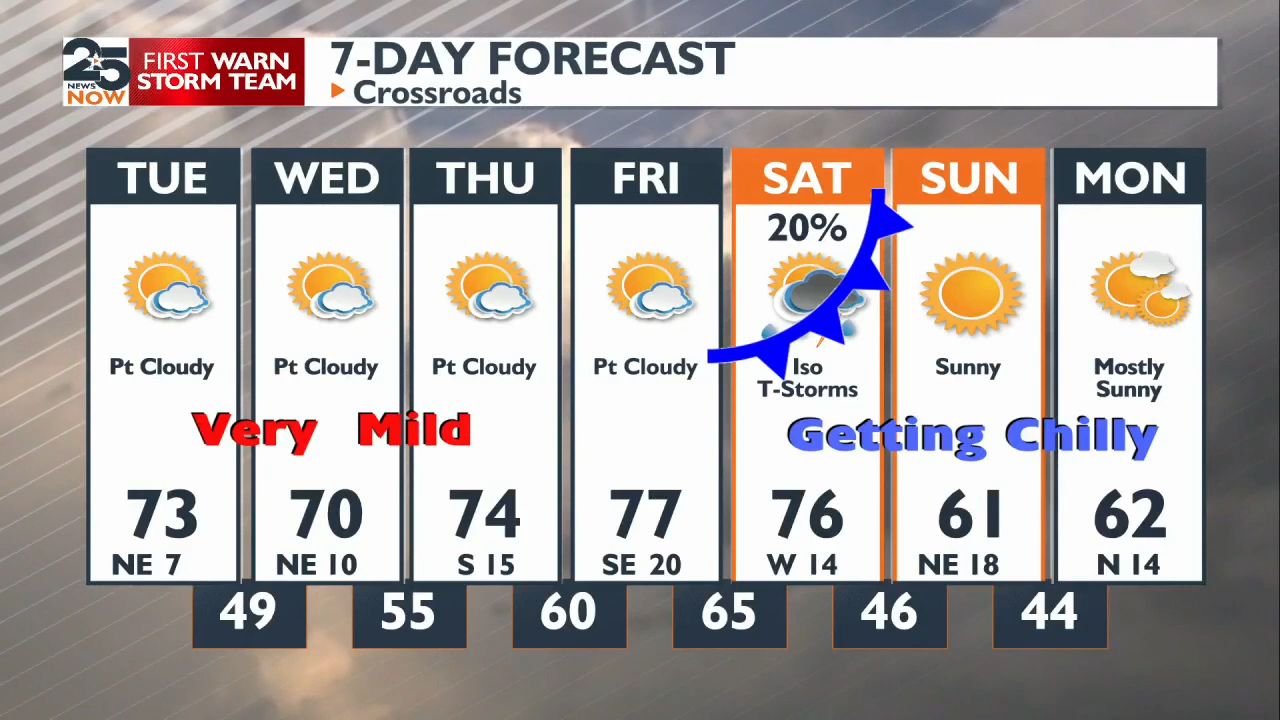 25
NEWS
NOW
FIRST WARN
STORM TEAM
7-DAY FORECAST
Crossroads
TUE WED THU FRI SAT SUN MON
20%
Pt Cloudy Pt Cloudy Pt Cloudy Pt Cloudy Iso Sunny Mostly
T-Storms Sunny
Very Mild Getting Chilly
73 70 74 77 76 61 62
NE 7 NE 10 S 15 SE 20 W 14 NE 18 N 14
49 55 60 65 46 44